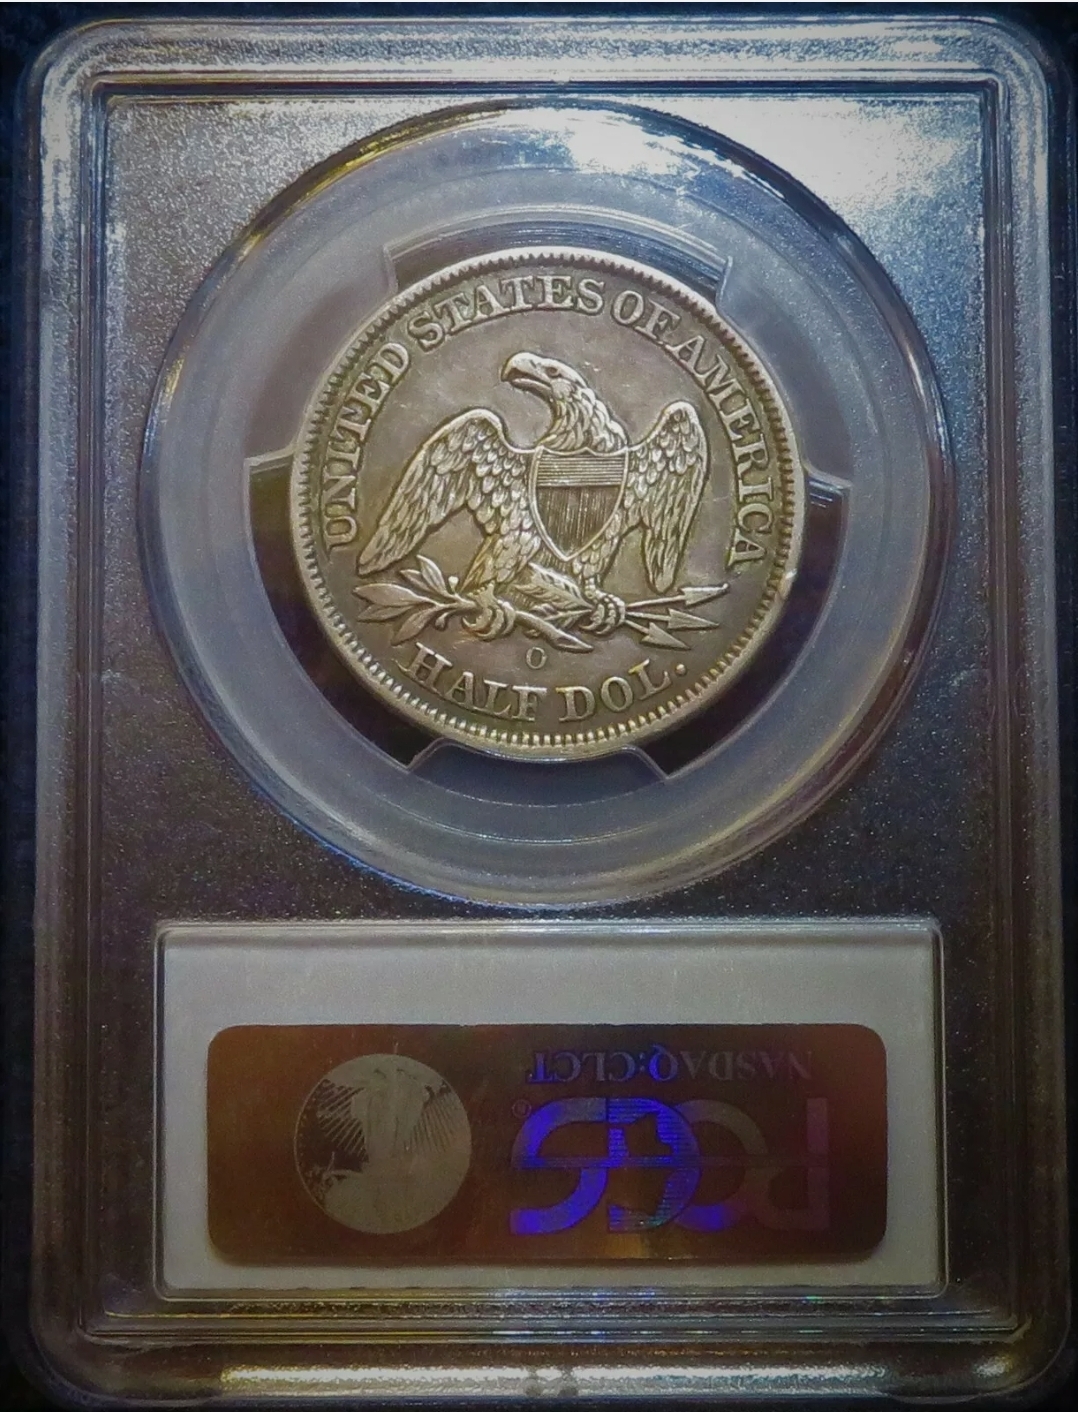 UNITED STATES OF AMERICA
O
HALF DOL.
NASDAQ:CLCT
PCGS®